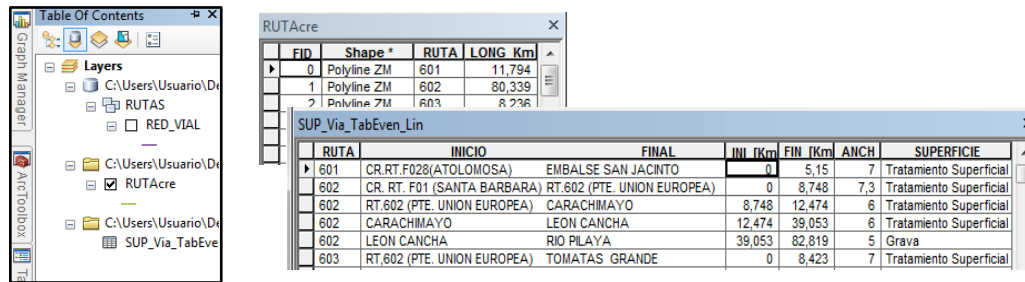 Table Of Contents
Graph Manager
ArcToolbox
Layers
C:\Users\Usuario\De
RUTAS
RED_VIAL
C:\Users\Usuario\De
RUTAcre
C:\Users\Usuario\De
SUP_Via_TabEve
RUTAcre
FID Shape * RUTA LONG_Km
0 Polyline ZM 601 11,794
1 Polyline ZM 602 80,339
2 Polyline ZM 603 8,236
SUP_Via_TabEven_Lin
RUTA INICIO FINAL INI_[Km FIN_[Km ANCH SUPERFICIE
601 CR.RT.F028(ATOLOMOSA) EMBALSE SAN JACINTO 0 5,15 7 Tratamiento Superficial
602 CR. RT. F01 (SANTA BARBARA) RT.602 (PTE. UNION EUROPEA) 0 8,748 7,3 Tratamiento Superficial
602 RT.602 (PTE. UNION EUROPEA) CARACHIMAYO 8,748 12,474 6 Tratamiento Superficial
602 CARACHIMAYO LEON CANCHA 12,474 39,053 6 Tratamiento Superficial
602 LEON CANCHA RIO PILAYA 39,053 82,819 5 Grava
603 RT,602 (PTE. UNION EUROPEA) TOMATAS GRANDE 0 8,423 7 Tratamiento Superficial